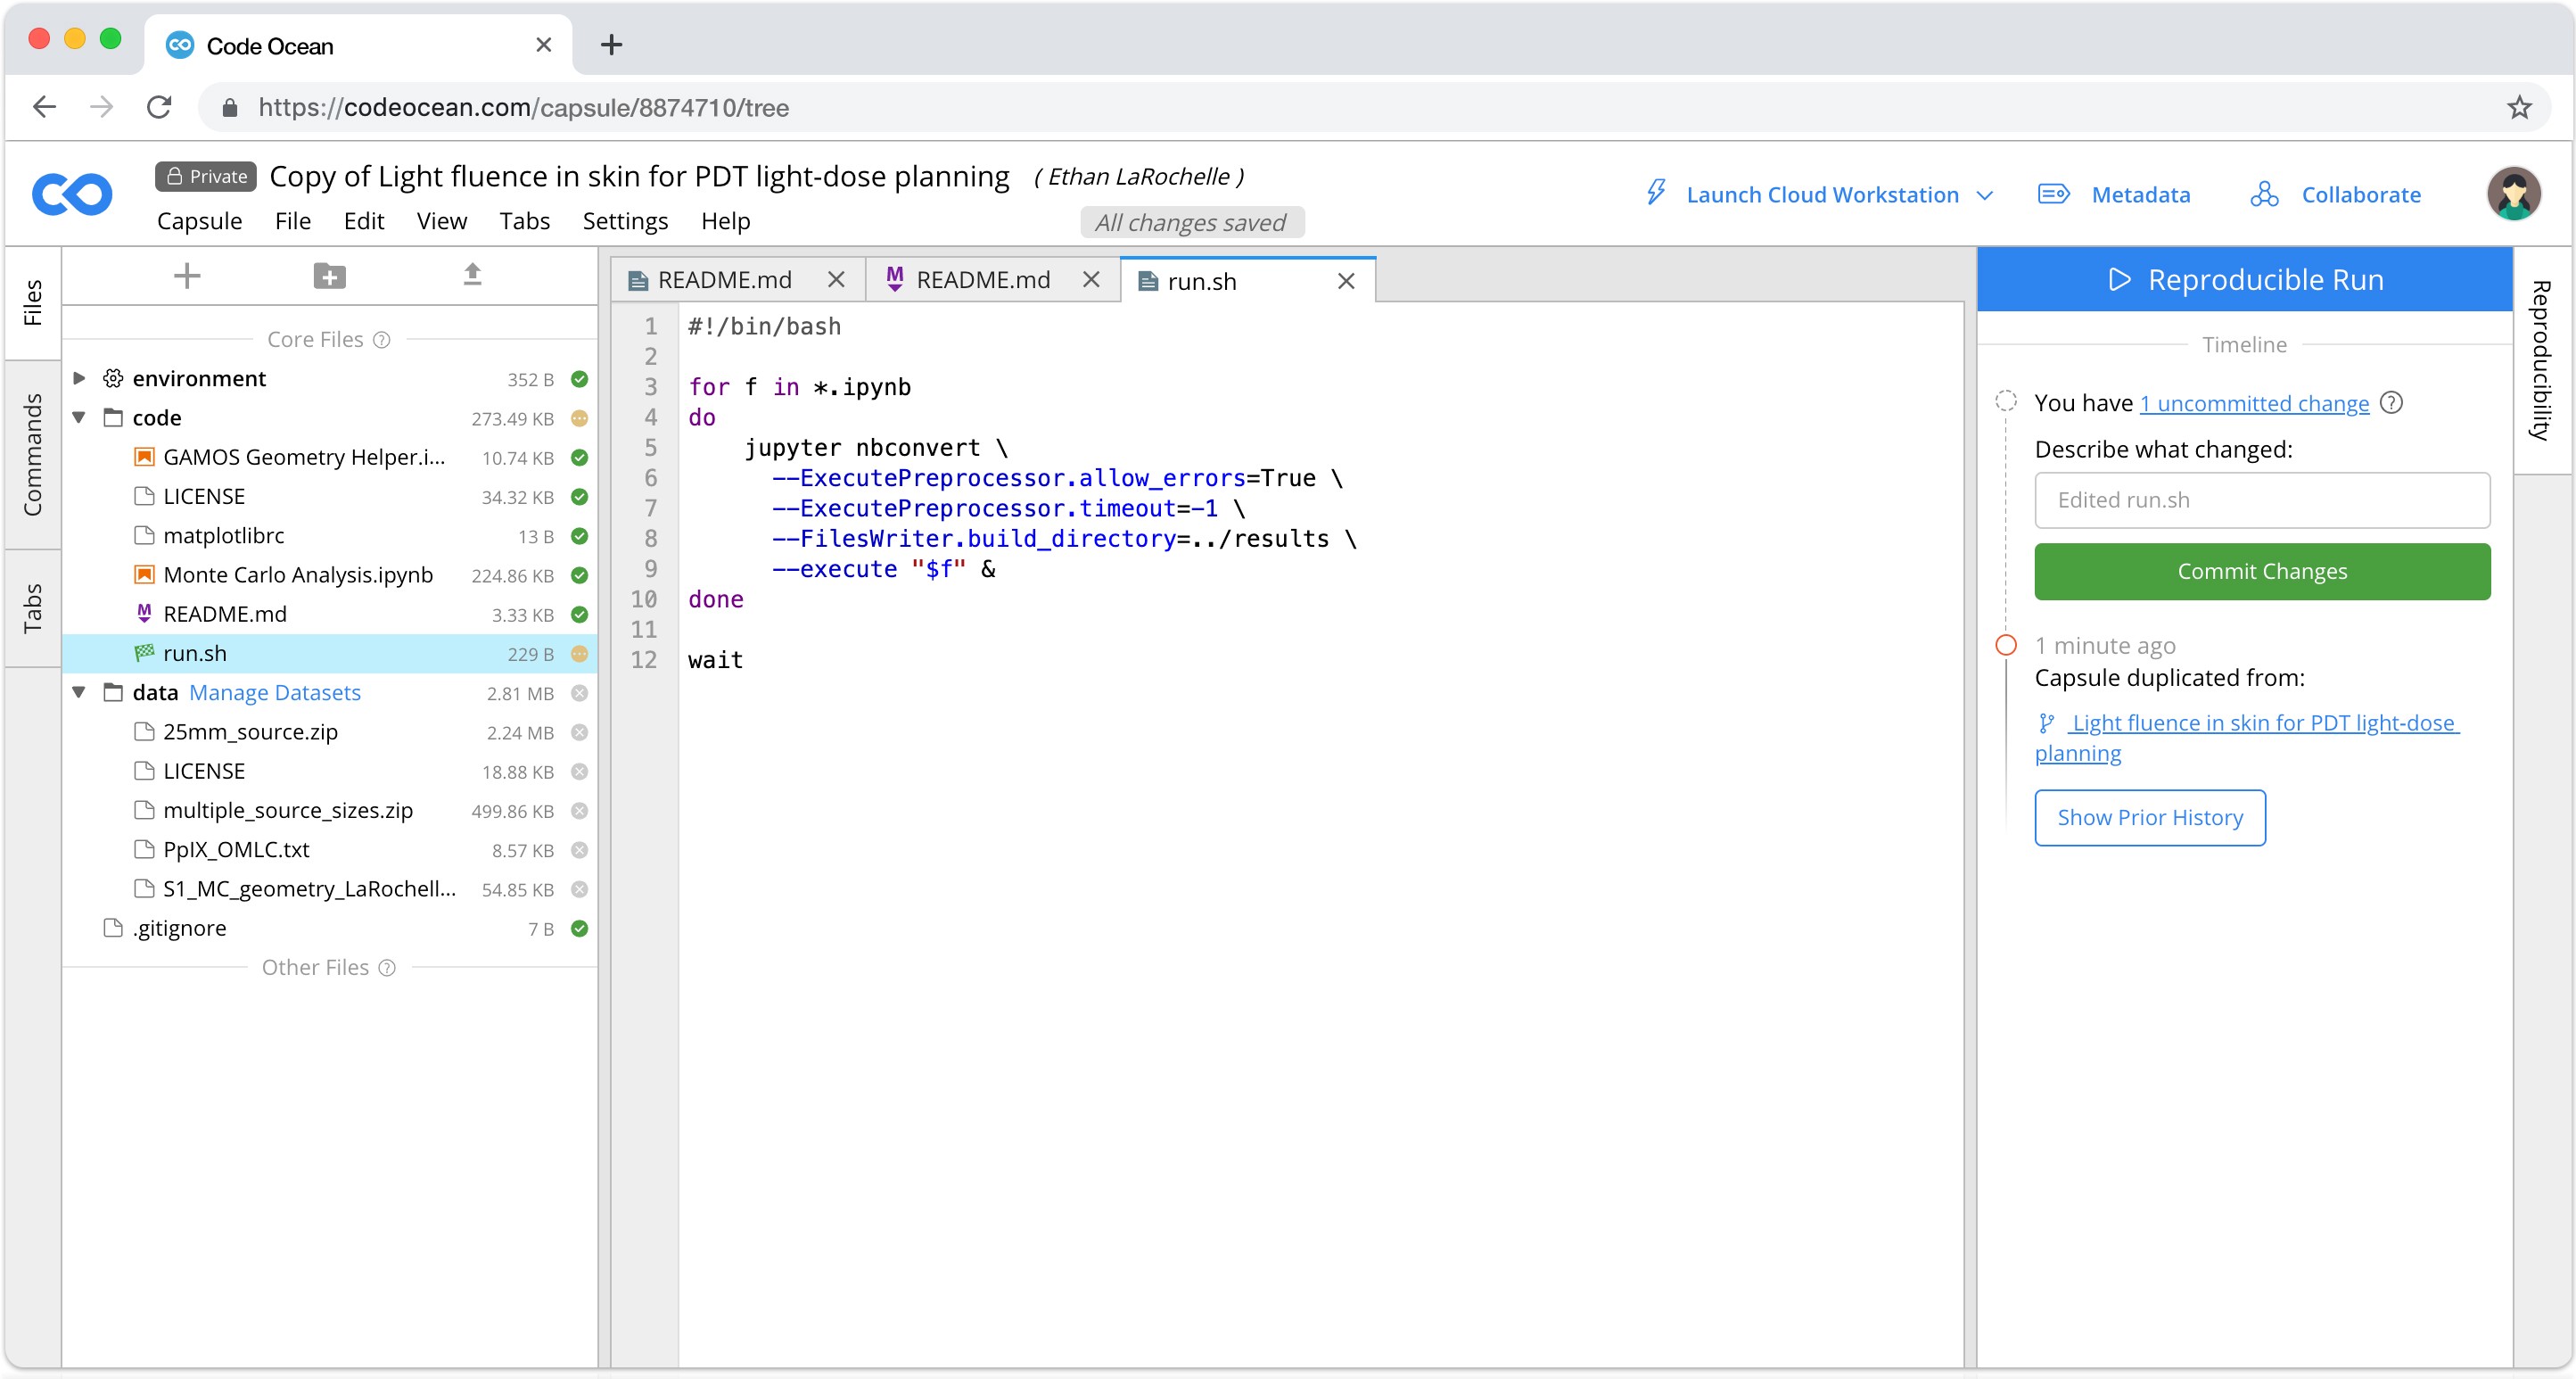 Code Ocean
https://codeocean.com/capsule/8874710/tree
Private Copy of Light fluence in skin for PDT light-dose planning ( Ethan LaRochelle )
Capsule File Edit View Tabs Settings Help
All changes saved
Launch Cloud Workstation
Metadata
Collaborate
Files
Commands
Tabs
Core Files ?
environment 352 B
code 273.49 KB
GAMOS Geometry Helper.i... 10.74 KB
LICENSE 34.32 KB
matplotlibrc 13 B
Monte Carlo Analysis.ipynb 224.86 KB
README.md 3.33 KB
run.sh 229 B
data Manage Datasets 2.81 MB
25mm_source.zip 2.24 MB
LICENSE 18.88 KB
multiple_source_sizes.zip 499.86 KB
PpIX_OMLC.txt 8.57 KB
S1_MC_geometry_LaRochell... 54.85 KB
.gitignore 7 B
Other Files ?
README.md
M README.md
run.sh
1 #!/bin/bash
2
3 for f in *.ipynb
4 do
5 jupyter nbconvert \
6 --ExecutePreprocessor.allow_errors=True \
7 --ExecutePreprocessor.timeout=-1 \
8 --FilesWriter.build_directory=../results \
9 --execute "$f" &
10 done
11
12 wait
Reproducible Run
Timeline
You have 1 uncommitted change ?
Describe what changed:
Edited run.sh
Commit Changes
1 minute ago
Capsule duplicated from:
Light fluence in skin for PDT light-dose
planning
Show Prior History
Reproducibility